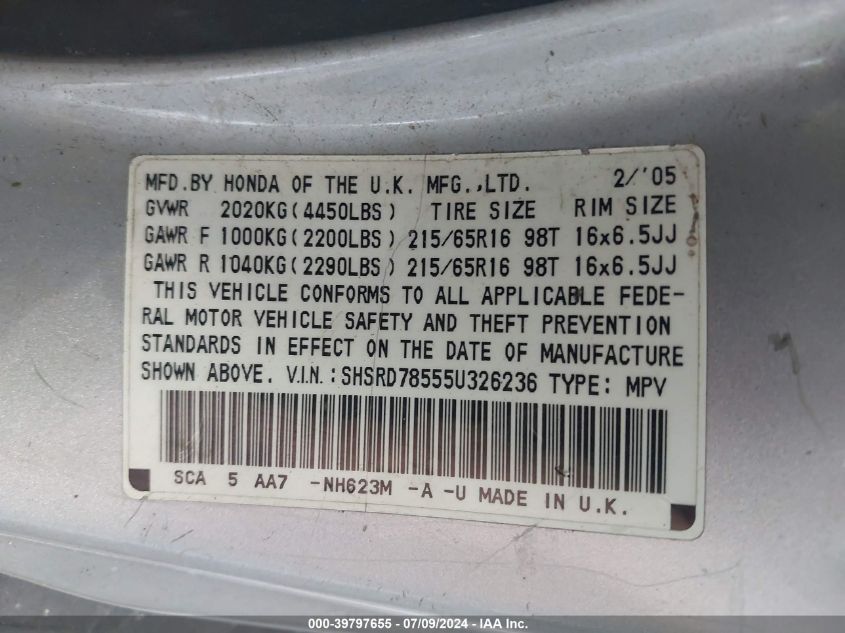 MFD.BY HONDA OF THE U.K. MFG.,LTD. 2/'05
GVWR 2020KG(4450LBS) TIRE SIZE RIM SIZE
GAWR F 1000KG(2200LBS) 215/65R16 98T 16x6.5JJ
GAWR R 1040KG(2290LBS) 215/65R16 98T 16x6.5JJ
THIS VEHICLE CONFORMS TO ALL APPLICABLE FEDE-
RAL MOTOR VEHICLE SAFETY AND THEFT PREVENTION
STANDARDS IN EFFECT ON THE DATE OF MANUFACTURE
SHOWN ABOVE. V.I.N. : SHSRD78555U326236 TYPE: MPV
SCA 5 AA7 -NH623M -A -U MADE IN U.K.
000-39797655 - 07/09/2024 - IAA Inc.